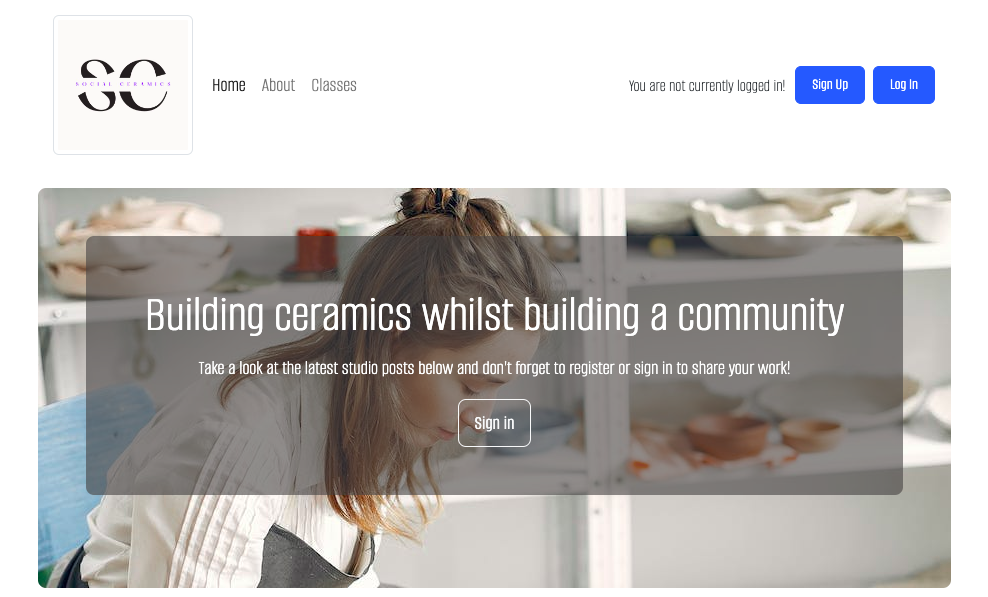 SC
SOCIAL CERAMICS
Home About Classes
You are not currently logged in! Sign Up Log In
Building ceramics whilst building a community
Take a look at the latest studio posts below and don't forget to register or sign in to share your work!
Sign in